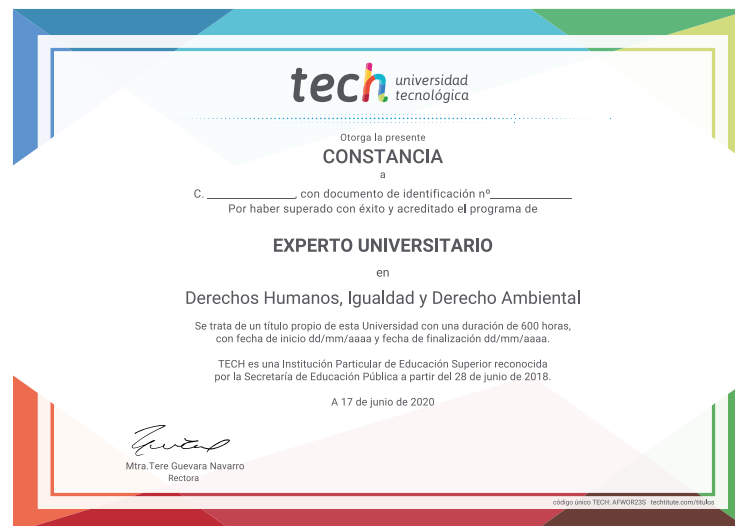 tech universidad
tecnológica
Otorga la presente
CONSTANCIA
a
C. ______________, con documento de identificación nº_____________
Por haber superado con éxito y acreditado el programa de
EXPERTO UNIVERSITARIO
en
Derechos Humanos, Igualdad y Derecho Ambiental
Se trata de un título propio de esta Universidad con una duración de 600 horas,
con fecha de inicio dd/mm/aaaa y fecha de finalización dd/mm/aaaa.
TECH es una Institución Particular de Educación Superior reconocida
por la Secretaría de Educación Pública a partir del 28 de junio de 2018.
A 17 de junio de 2020
Mtra.Tere Guevara Navarro
Rectora
código único TECH: AFWOR23S techtitute.com/titulos